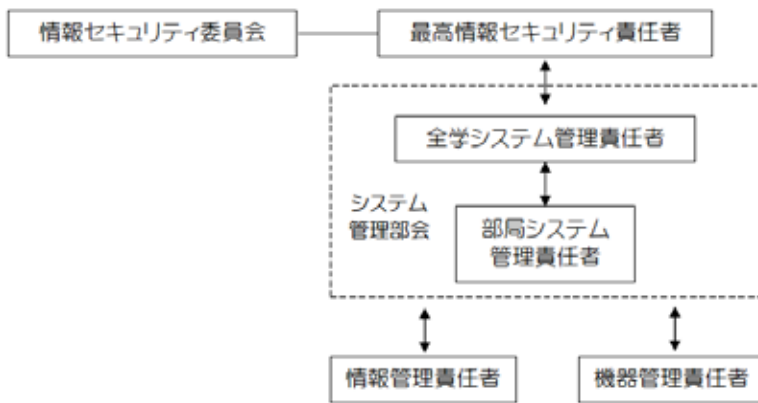 情報セキュリティ委員会
最高情報セキュリティ責任者
全学システム管理責任者
システム
管理部会
部局システム
管理責任者
情報管理責任者
機器管理責任者